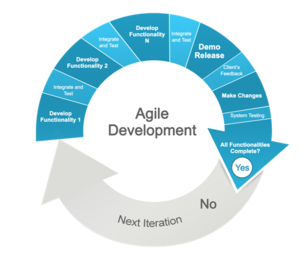 Develop
Functionality 1
Integrate and
Test
Develop
Functionality 2
Integrate
and Test
Develop
Functionality
N
Integrate
and Test
Demo
Release
Client's
Feedback
Make Changes
System Testing
All Functionalities
Complete?
Yes
No
Next Iteration
Agile
Development